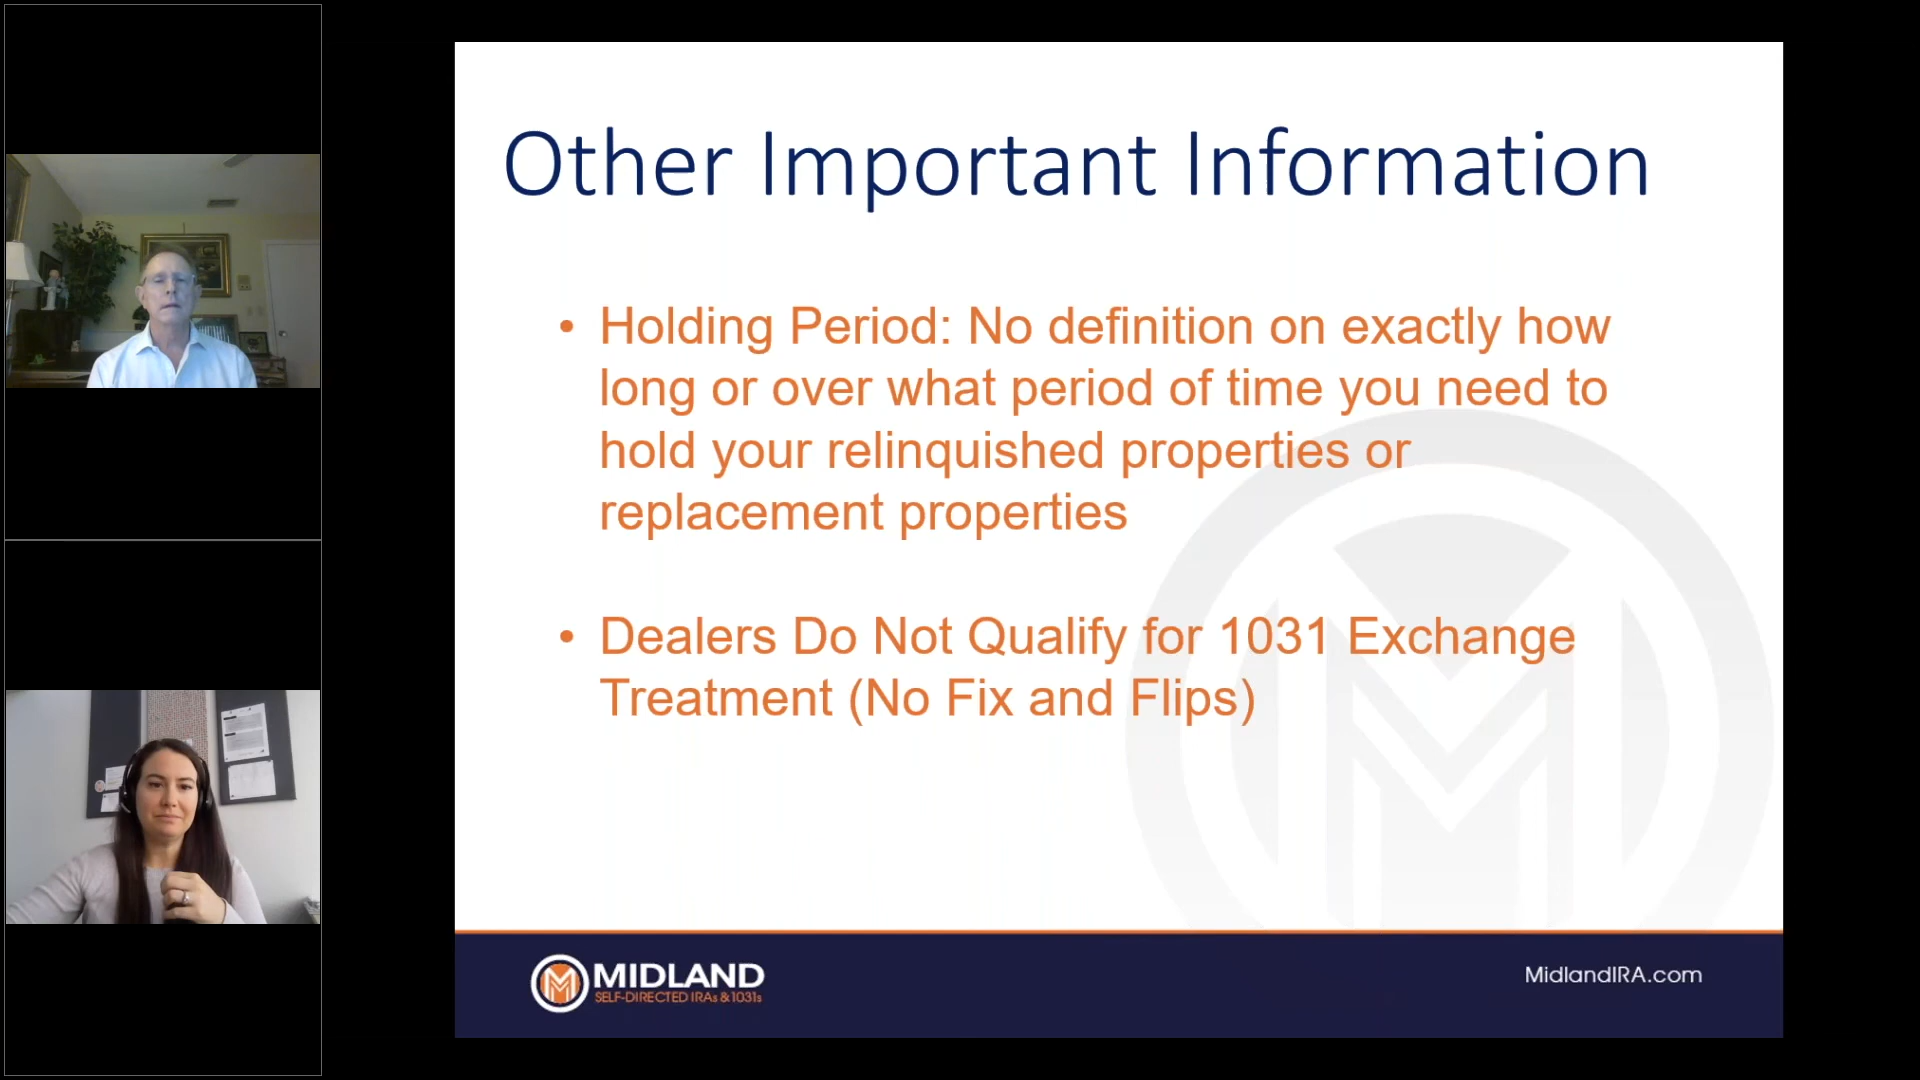 Other Important Information
• Holding Period: No definition on exactly how
long or over what period of time you need to
hold your relinquished properties or
replacement properties
• Dealers Do Not Qualify for 1031 Exchange
Treatment (No Fix and Flips)
MIDLAND
SELF-DIRECTED IRAs & 1031s
MidlandIRA.com